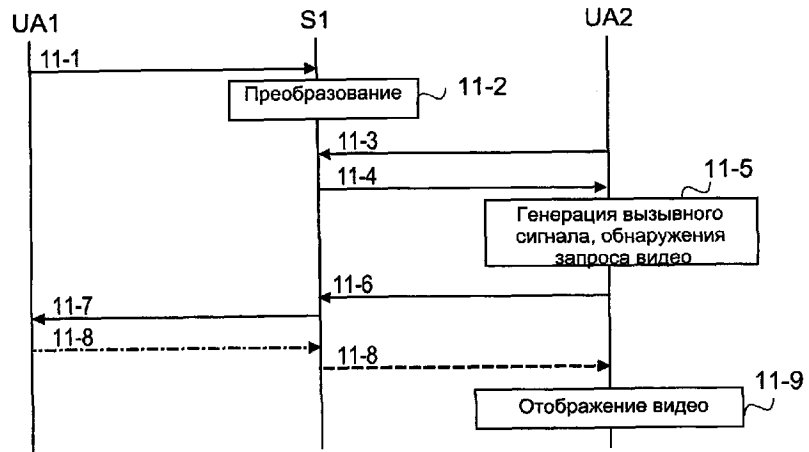 UA1 S1 UA2
11-1
Преобразование 11-2
11-3
11-4
11-5
Генерация вызывного
сигнала, обнаружения
запроса видео
11-6
11-7
11-8
11-8
11-9
Отображение видео